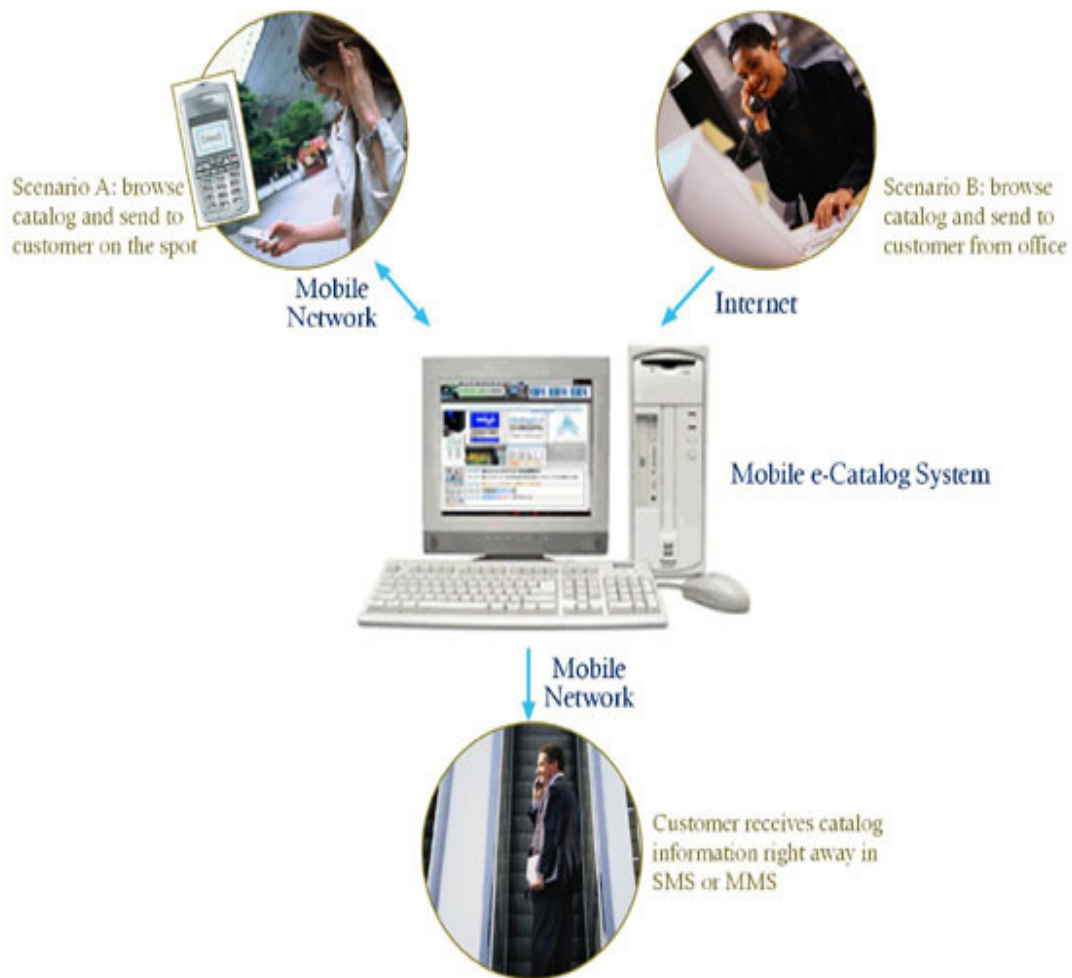 Scenario A: browse
catalog and send to
customer on the spot
Scenario B: browse
catalog and send to
customer from office
Mobile
Network
Internet
Mobile e-Catalog System
Mobile
Network
Customer receives catalog
information right away in
SMS or MMS